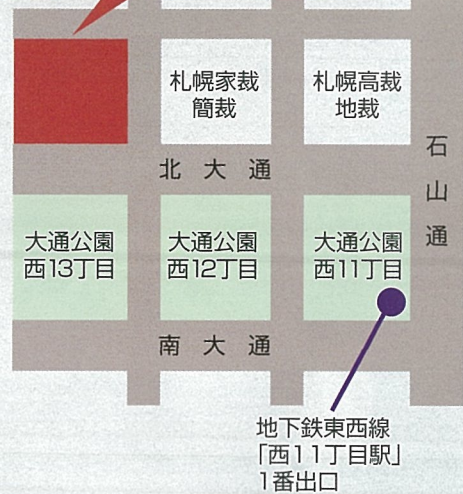 札幌家裁
簡裁
札幌高裁
地裁
石山通
北大通
大通公園
西13丁目
大通公園
西12丁目
大通公園
西11丁目
南大通
地下鉄東西線
「西11丁目駅」
1番出口